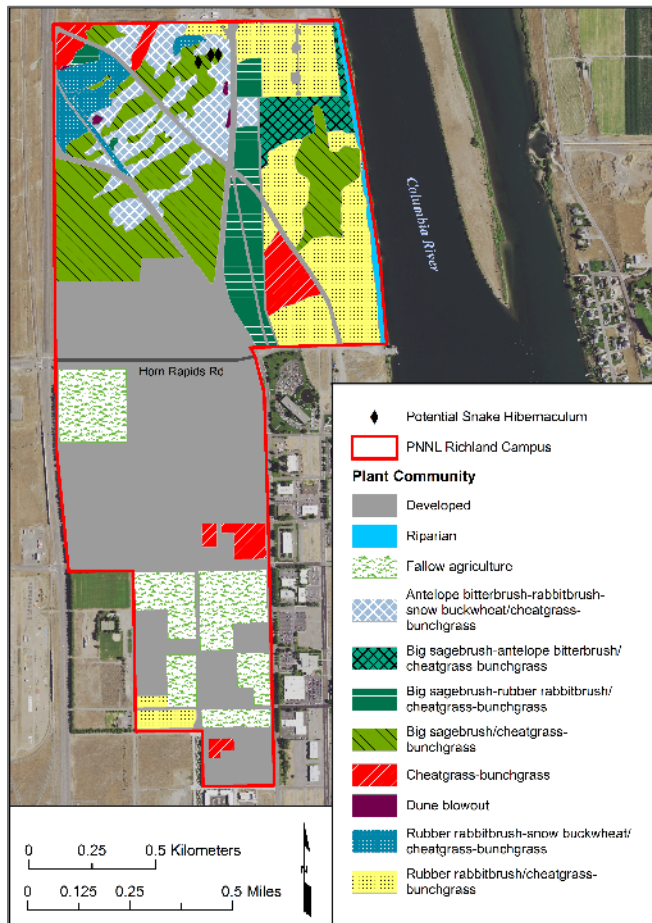 Columbia River
Horn Rapids Rd
Potential Snake Hibernaculum
PNNL Richland Campus
Plant Community
Developed
Riparian
Fallow agriculture
Antelope bitterbrush-rabbitbrush-
snow buckwheat/cheatgrass-
bunchgrass
Big sagebrush-antelope bitterbrush/
cheatgrass bunchgrass
Big sagebrush-rubber rabbitbrush/
cheatgrass-bunchgrass
Big sagebrush/cheatgrass-
bunchgrass
Cheatgrass-bunchgrass
Dune blowout
Rubber rabbitbrush-snow buckwheat/
cheatgrass-bunchgrass
Rubber rabbitbrush/cheatgrass-
bunchgrass
0 0.25 0.5 Kilometers
0 0.125 0.25 0.5 Miles
N